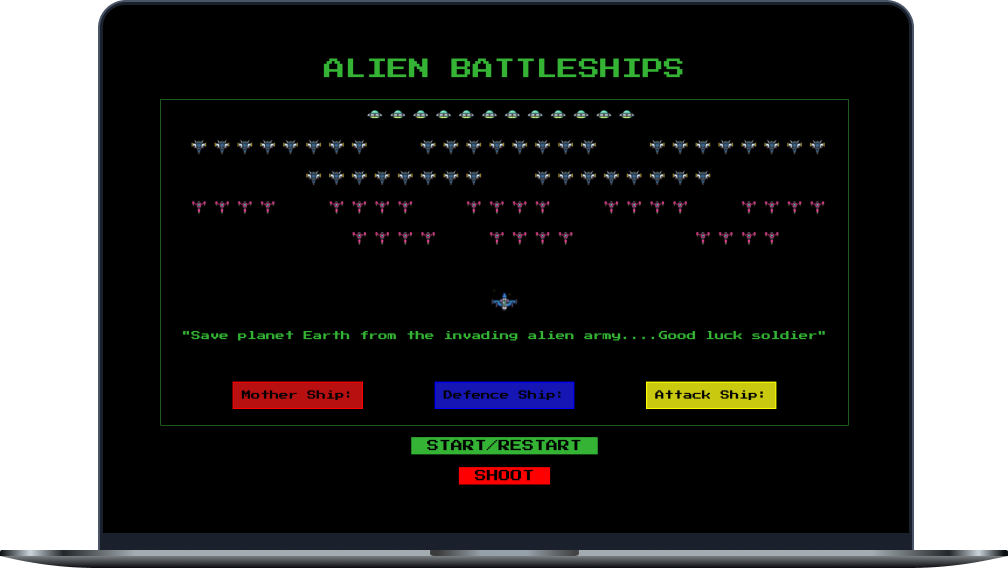 ALIEN BATTLESHIPS
"Save planet Earth from the invading alien army....Good luck soldier"
Mother Ship: Defence Ship: Attack Ship:
START/RESTART
SHOOT